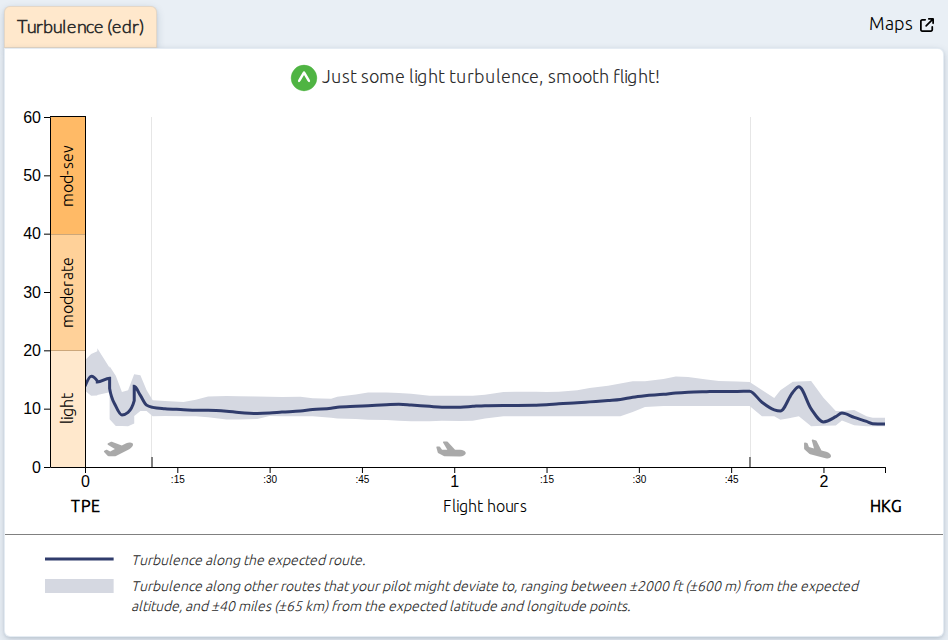 Turbulence (edr)
Maps
Just some light turbulence, smooth flight!
60
50
40
30
20
10
0
mod-sev
moderate
light
0 :15 :30 :45 1 :15 :30 :45 2
TPE Flight hours HKG
Turbulence along the expected route.
Turbulence along other routes that your pilot might deviate to, ranging between ±2000 ft (±600 m) from the expected
altitude, and ±40 miles (±65 km) from the expected latitude and longitude points.